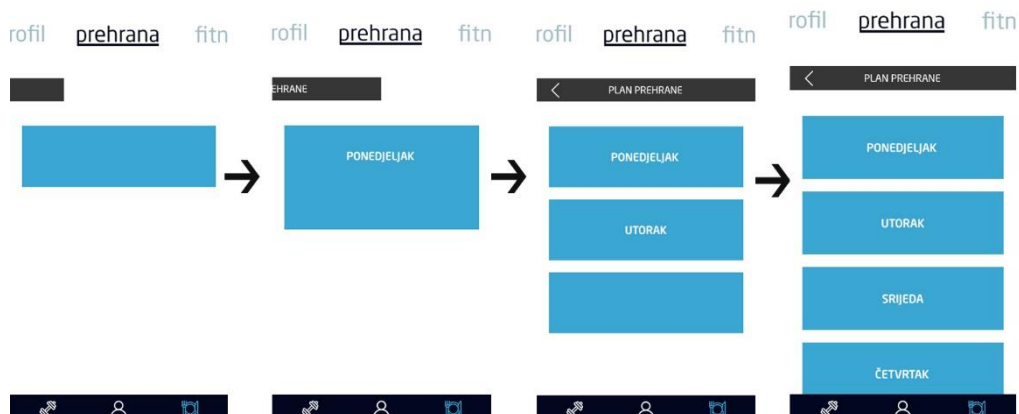 rofil prehrana fitn
rofil prehrana fitn
EHRANE
PONEDJELJAK
rofil prehrana fitn
PLAN PREHRANE
PONEDJELJAK
UTORAK
rofil prehrana fitn
PLAN PREHRANE
PONEDJELJAK
UTORAK
SRIJEDA
ČETVRTAK